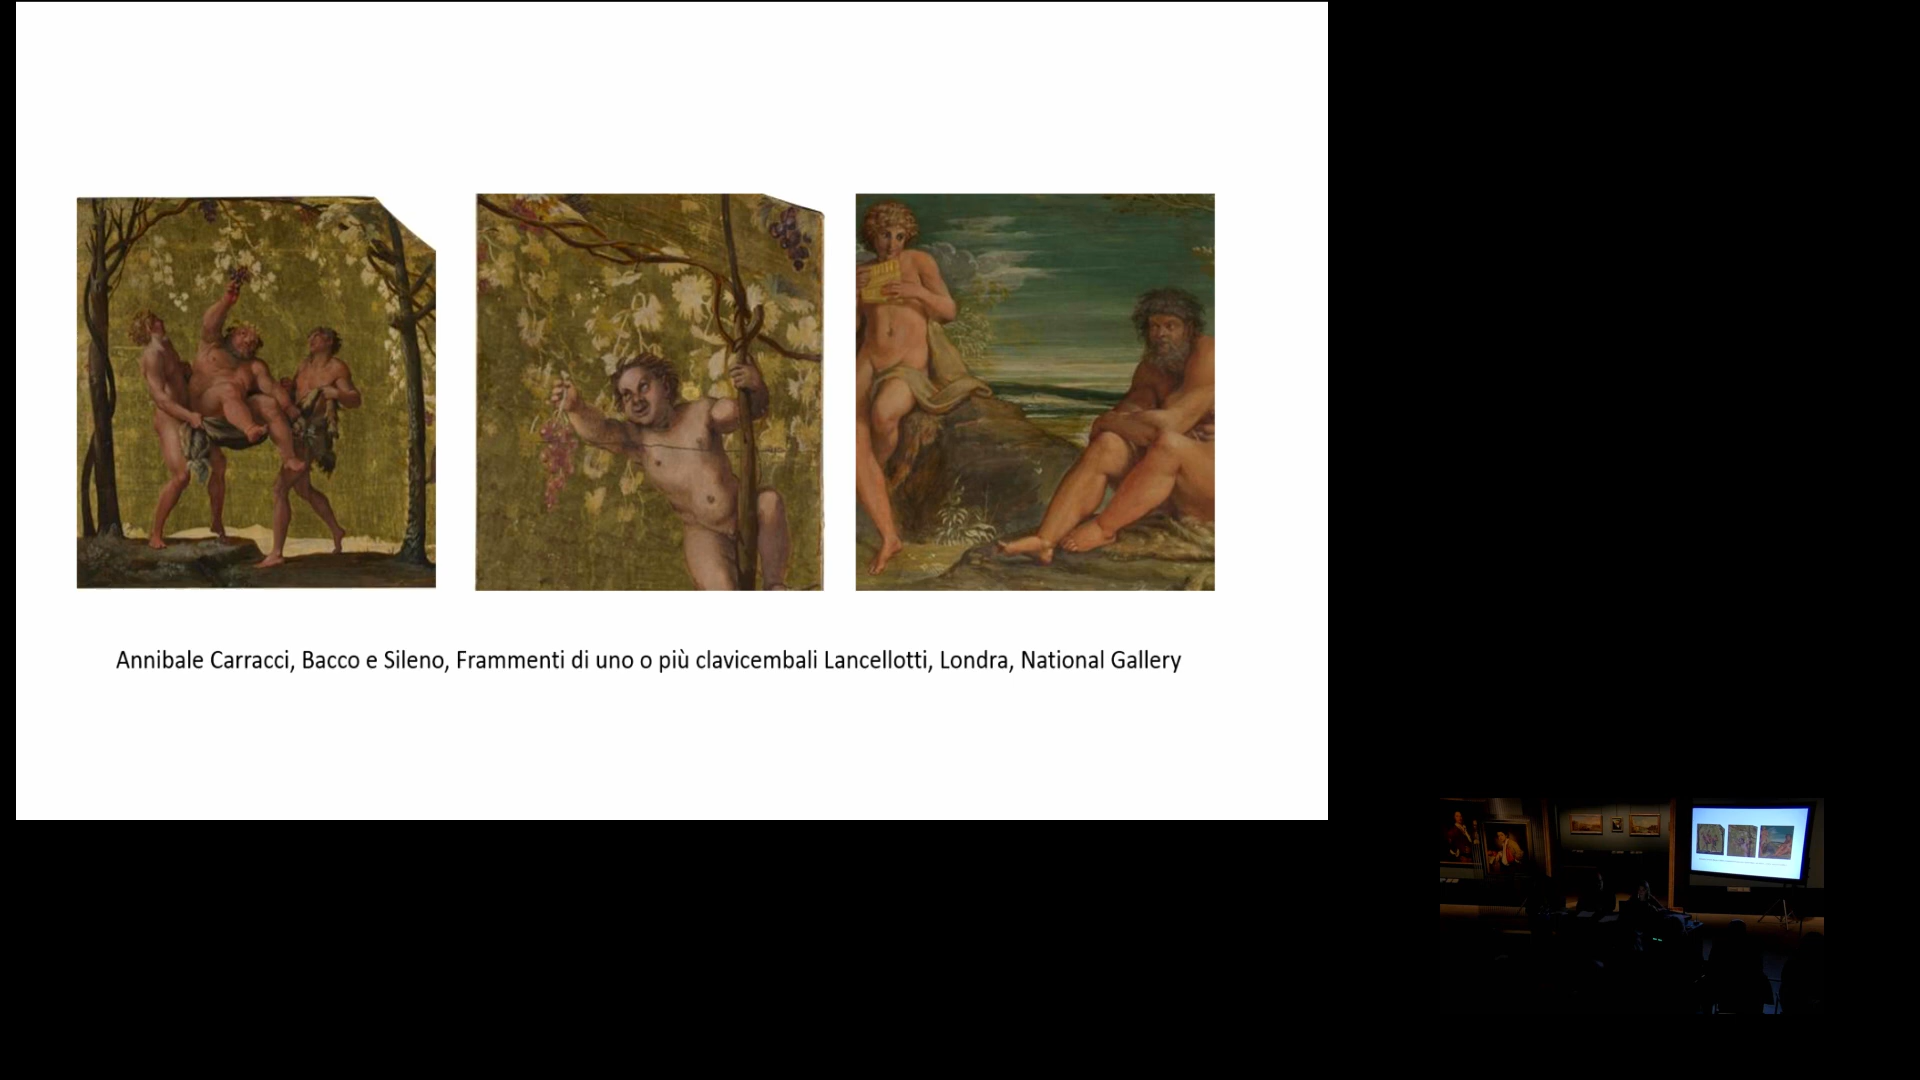 Annibale Carracci, Bacco e Sileno, Frammenti di uno o più clavicembali Lancellotti, Londra, National Gallery